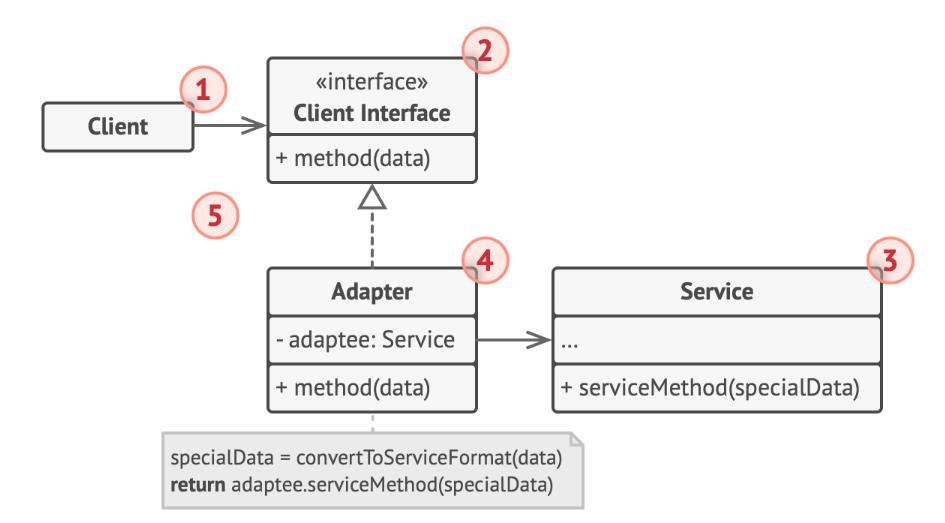 1
2
«interface»
Client Interface
Client
+ method(data)
5
4
3
Adapter
Service
- adaptee: Service
...
+ method(data)
+ serviceMethod(specialData)
specialData = convertToServiceFormat(data)
return adaptee.serviceMethod(specialData)